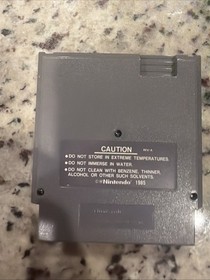 CAUTION
• DO NOT STORE IN EXTREME TEMPERATURES.
• DO NOT IMMERSE IN WATER.
• DO NOT CLEAN WITH BENZENE, THINNER,
ALCOHOL OR OTHER SUCH SOLVENTS.
©Nintendo 1985